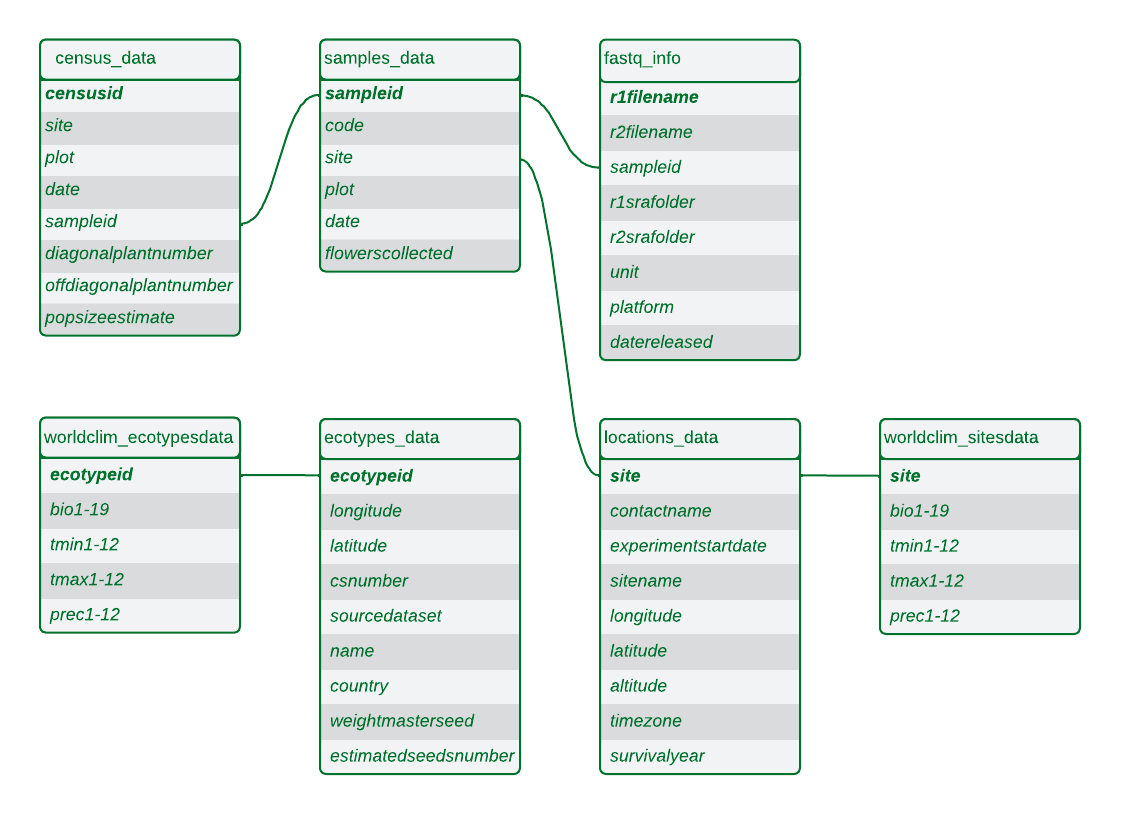 census_data
censusid
site
plot
date
sampleid
diagonalplantnumber
offdiagonalplantnumber
popsizeestimate
samples_data
sampleid
code
site
plot
date
flowerscollected
fastq_info
r1filename
r2filename
sampleid
r1srafolder
r2srafolder
unit
platform
datereleased
worldclim_ecotypesdata
ecotypeid
bio1-19
tmin1-12
tmax1-12
prec1-12
ecotypes_data
ecotypeid
longitude
latitude
csnumber
sourcedataset
name
country
weightmasterseed
estimatedseedsnumber
locations_data
site
contactname
experimentstartdate
sitename
longitude
latitude
altitude
timezone
survivalyear
worldclim_sitesdata
site
bio1-19
tmin1-12
tmax1-12
prec1-12